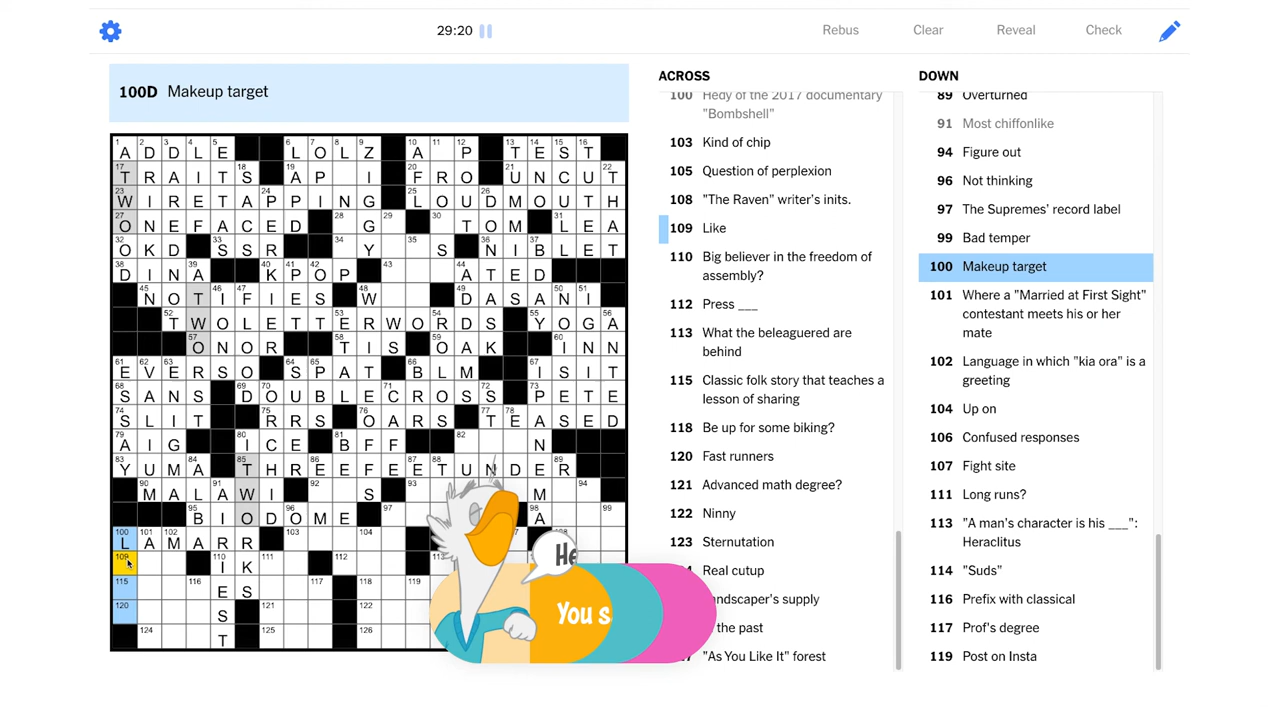 29:20
Rebus Clear Reveal Check
100D Makeup target
ACROSS
100 Hedy of the 2017 documentary
"Bombshell"
103 Kind of chip
105 Question of perplexion
108 "The Raven" writer's inits.
109 Like
110 Big believer in the freedom of
assembly?
112 Press ___
113 What the beleaguered are
behind
115 Classic folk story that teaches a
lesson of sharing
118 Be up for some biking?
120 Fast runners
121 Advanced math degree?
122 Ninny
123 Sternutation
Real cutup
the past
"As You Like It" forest
DOWN
89 Overturned
91 Most chiffonlike
94 Figure out
96 Not thinking
97 The Supremes' record label
99 Bad temper
100 Makeup target
101 Where a "Married at First Sight"
contestant meets his or her
mate
102 Language in which "kia ora" is a
greeting
104 Up on
106 Confused responses
107 Fight site
111 Long runs?
113 "A man's character is his ___":
Heraclitus
114 "Suds"
116 Prefix with classical
117 Prof's degree
119 Post on Insta
A D D L E L O L Z A P T E S T
T R A I T S A P I F R O U N C U T
W I R E T A P P I N G L O U D M O U T H
O N E F A C E D G T O M L E A
O K D S S R Y S N I B L E T
D I N A K P O P A T E D
N O T I F I E S W D A S A N I
T W O L E T T E R W O R D S Y O G A
O N O R T I S O A K I N N
E V E R S O S P A T B L M I S I T
S A N S D O U B L E C R O S S P E T E
S L I T R R S O A R S T E A S E D
A I G I C E B F F N
Y U M A T H R E E F E E T U N D E R
M A L A W I S M
B I O D O M E A
L A M A R R
I K
E S
S
T
He
You s